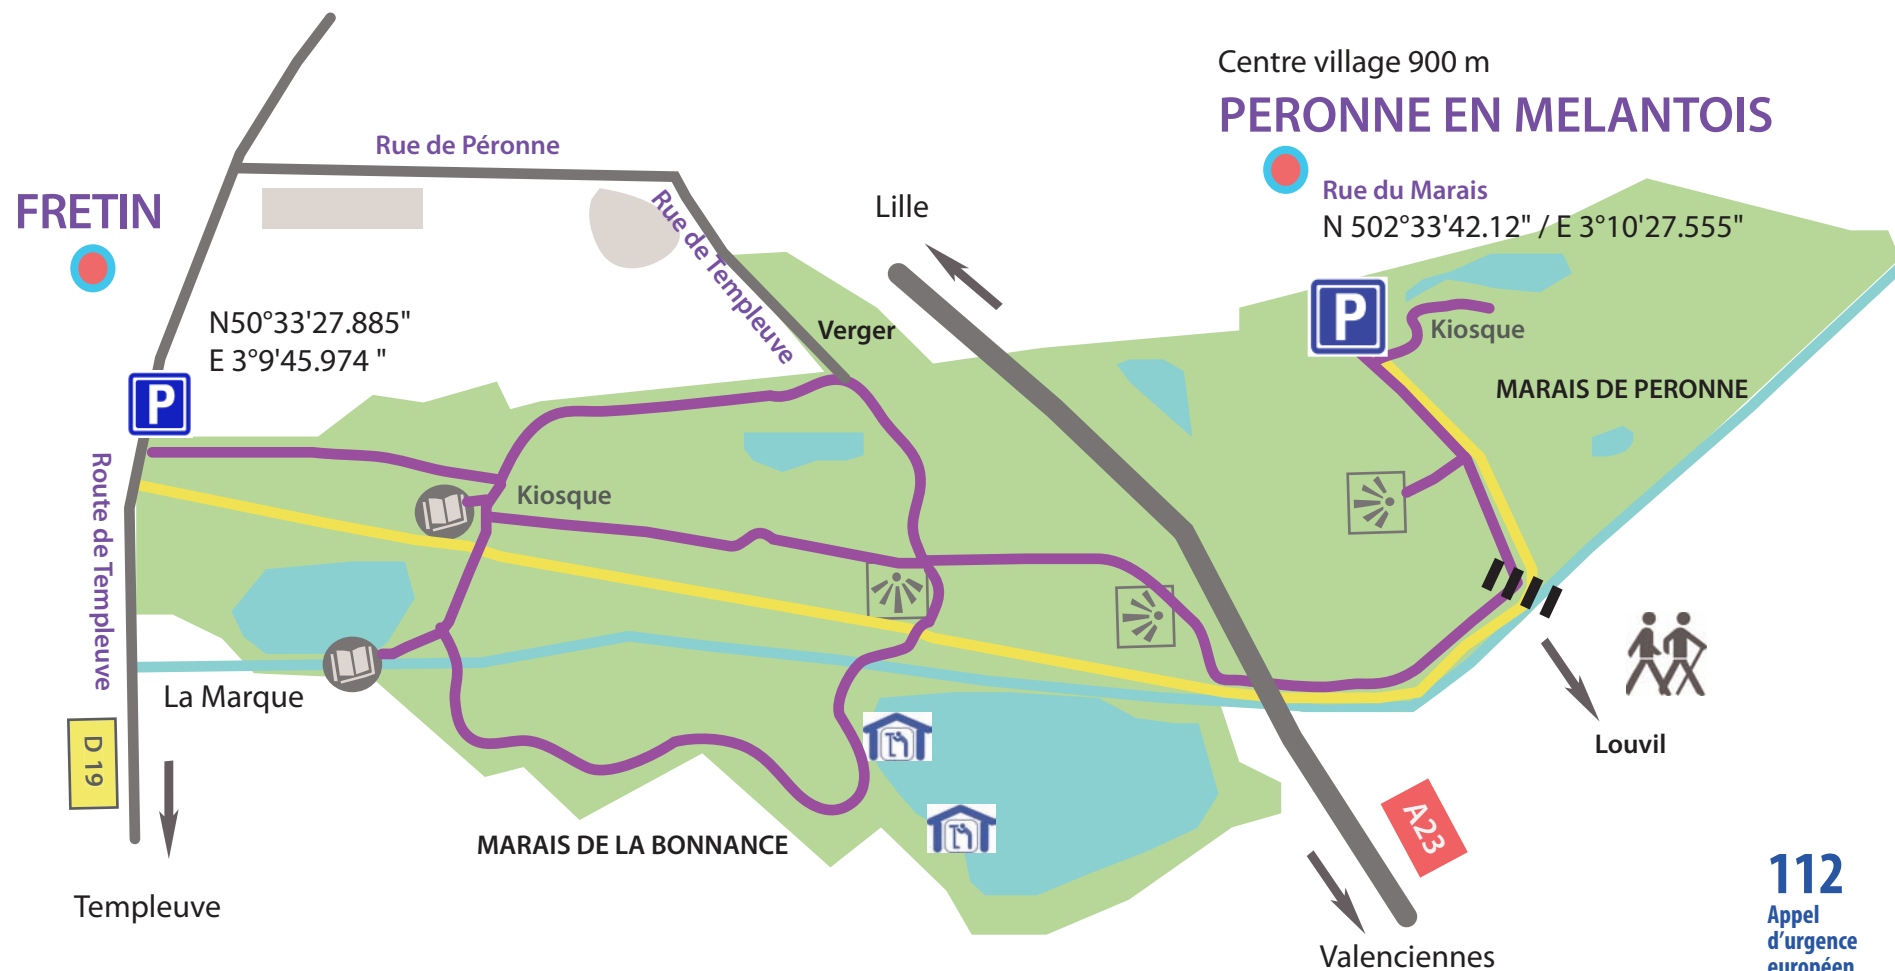 Centre village 900 m
PERONNE EN MELANTOIS
Rue de Péronne
Rue du Marais
N 502°33'42.12" / E 3°10'27.555"
FRETIN
Lille
Rue de Templeuve
N50°33'27.885"
E 3°9'45.974 "
Verger
P
Kiosque
P
MARAIS DE PERONNE
Route de Templeuve
Kiosque
La Marque
D 19
Louvil
A23
MARAIS DE LA BONNANCE
Templeuve
Valenciennes
112
Appel
d'urgence
européen